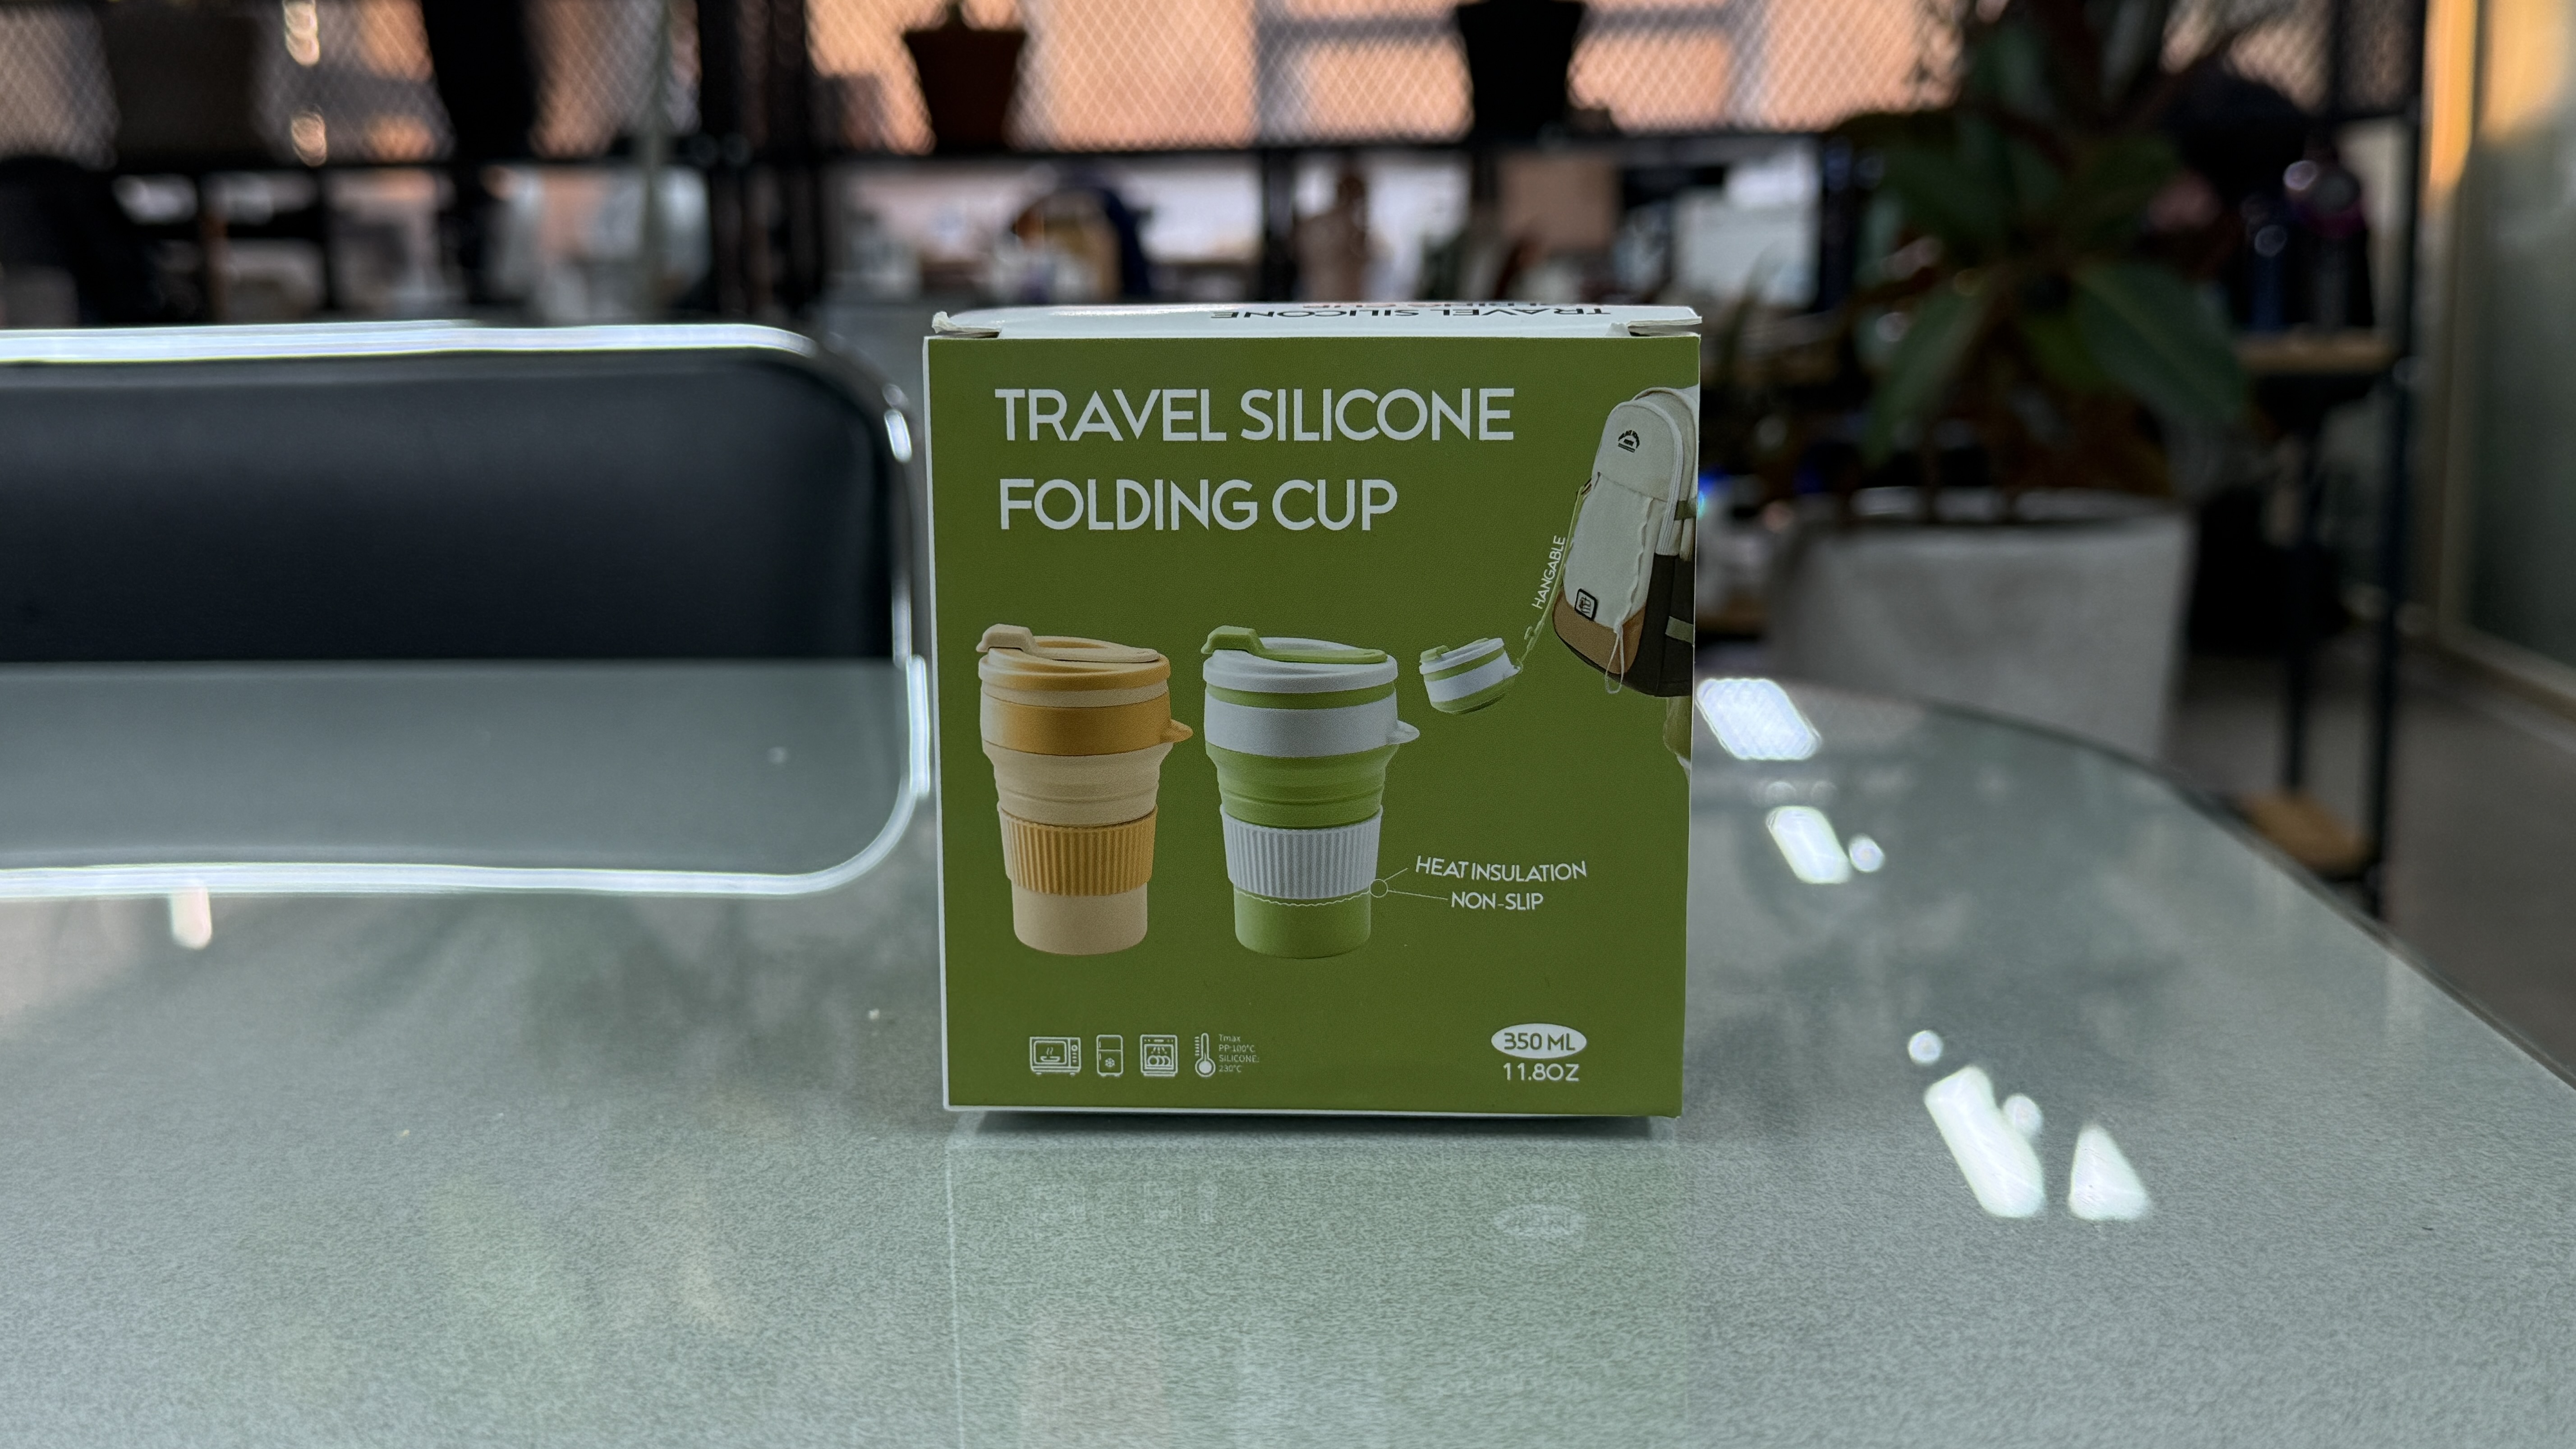 TRAVEL SILICONE
TRAVEL SILICONE
FOLDING CUP
HANGABLE
HEAT INSULATION
NON-SLIP
Tmax
PP:100°C
SILICONE:
230°C
350 ML
11.8OZ